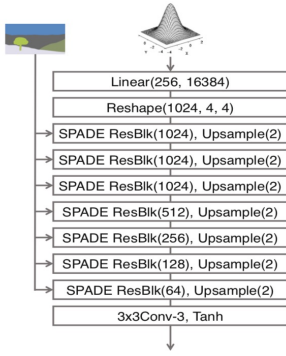 Linear(256, 16384)
Reshape(1024, 4, 4)
SPADE ResBlk(1024), Upsample(2)
SPADE ResBlk(1024), Upsample(2)
SPADE ResBlk(1024), Upsample(2)
SPADE ResBlk(512), Upsample(2)
SPADE ResBlk(256), Upsample(2)
SPADE ResBlk(128), Upsample(2)
SPADE ResBlk(64), Upsample(2)
3x3Conv-3, Tanh